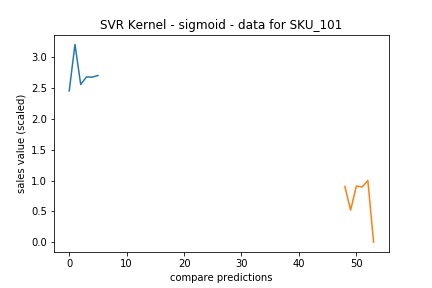 SVR Kernel - sigmoid - data for SKU_101
sales value (scaled)
3.0
2.5
2.0
1.5
1.0
0.5
0.0
0 10 20 30 40 50
compare predictions